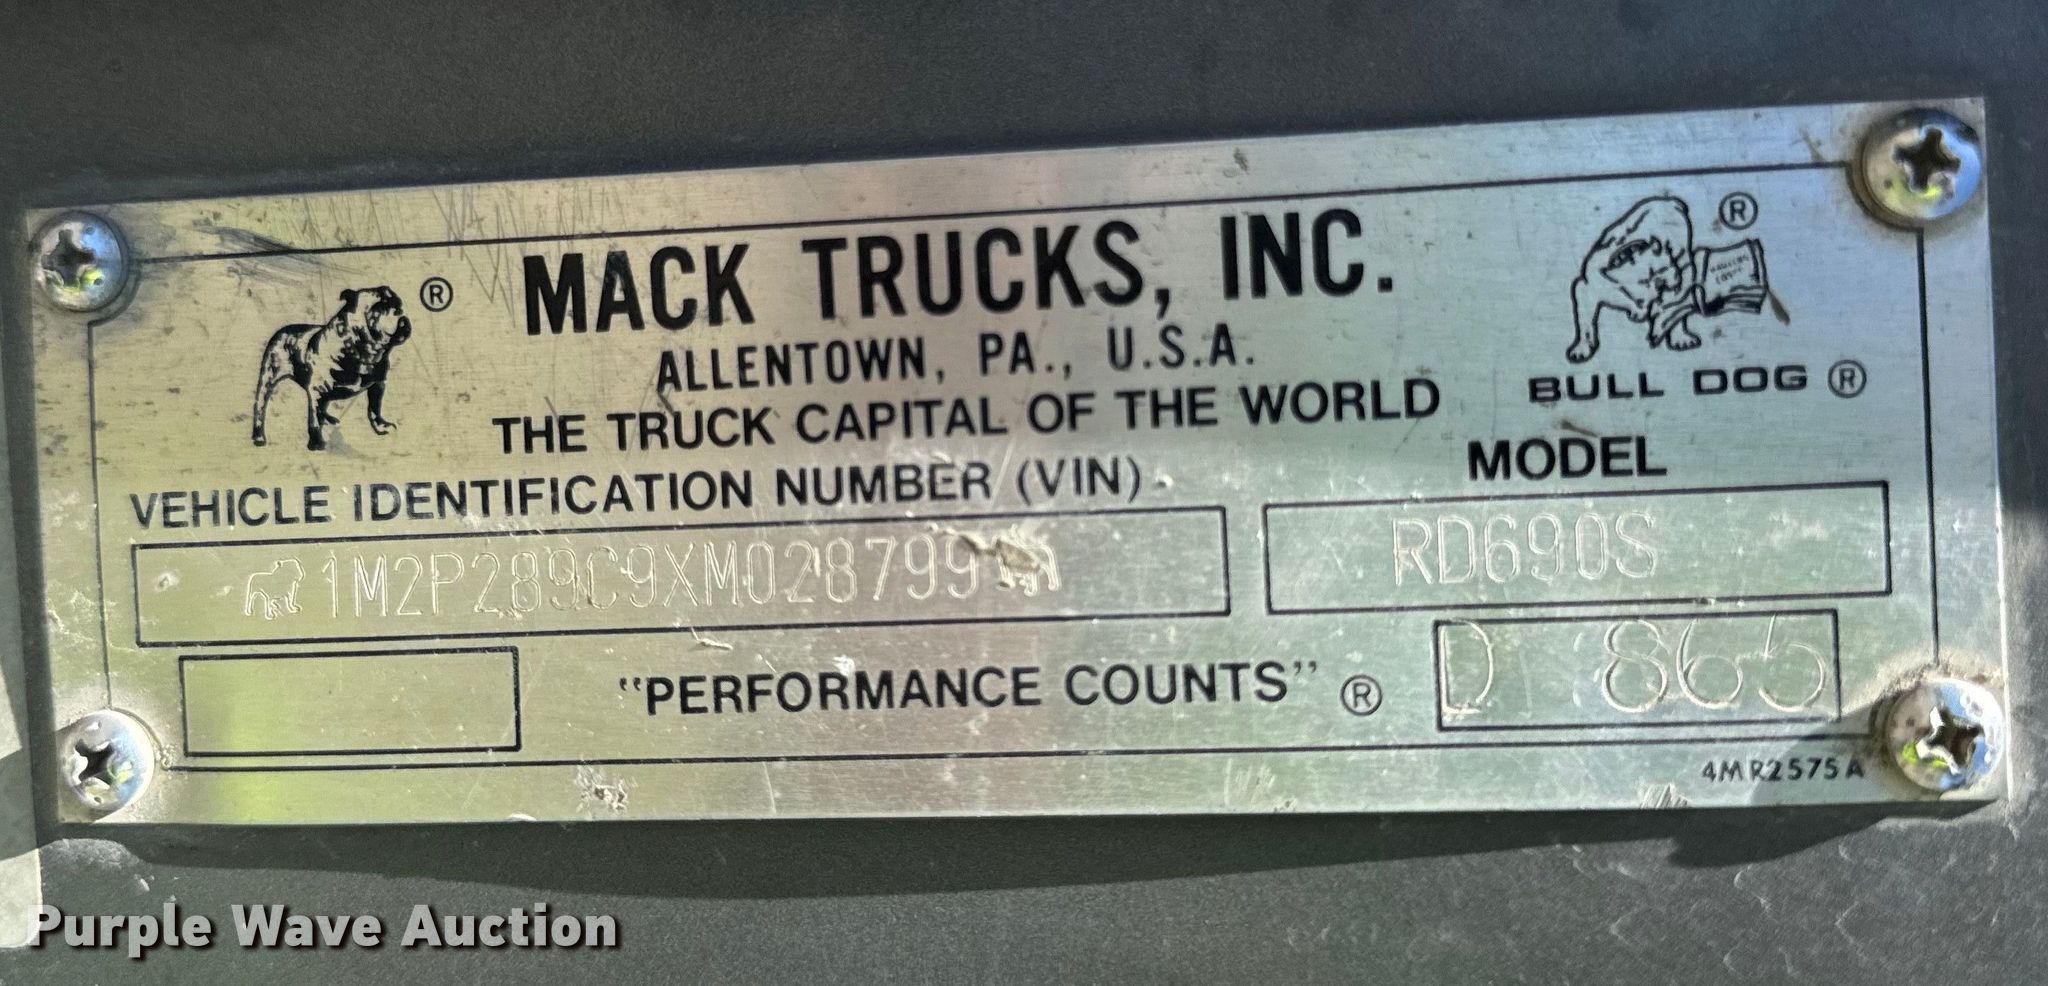 MACK TRUCKS, INC.
ALLENTOWN, PA., U.S.A.
THE TRUCK CAPITAL OF THE WORLD
BULL DOG ®
VEHICLE IDENTIFICATION NUMBER (VIN)
MODEL
1M2P289C9XM028799
RD690S
"PERFORMANCE COUNTS" ®
D 865
4MR2575A
Purple Wave Auction